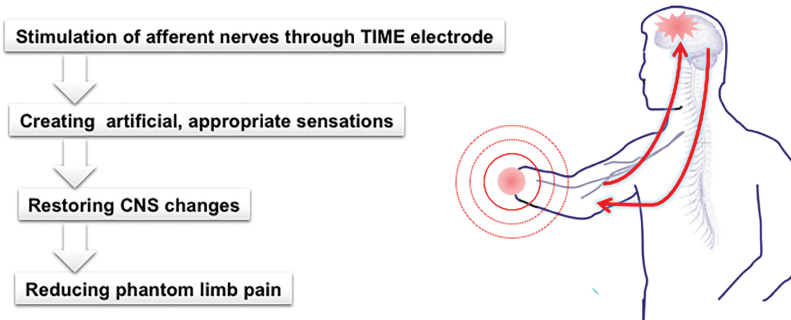 Stimulation of afferent nerves through TIME electrode
Creating artificial, appropriate sensations
Restoring CNS changes
Reducing phantom limb pain